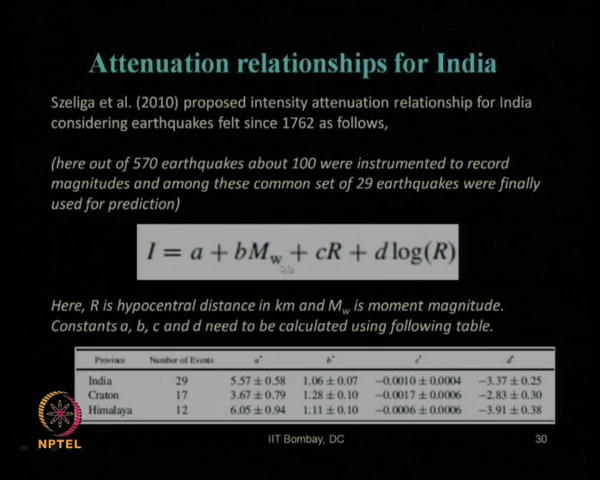 Attenuation relationships for India
Szeliga et al. (2010) proposed intensity attenuation relationship for India
considering earthquakes felt since 1762 as follows,
(here out of 570 earthquakes about 100 were instrumented to record
magnitudes and among these common set of 29 earthquakes were finally
used for prediction)
I = a + bM_w + cR + d log(R)
Here, R is hypocentral distance in km and M_w is moment magnitude.
Constants a, b, c and d need to be calculated using following table.
Province Number of Events a* b* c* d*
India 29 5.57 ± 0.58 1.06 ± 0.07 −0.0010 ± 0.0004 −3.37 ± 0.25
Craton 17 3.67 ± 0.79 1.28 ± 0.10 −0.0017 ± 0.0006 −2.83 ± 0.30
Himalaya 12 6.05 ± 0.94 1.11 ± 0.10 −0.0006 ± 0.0006 −3.91 ± 0.38
NPTEL
IIT Bombay, DC
30